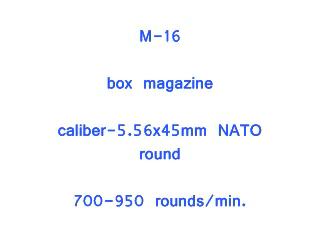 M-16
box magazine
caliber-5.56x45mm NATO
round
700-950 rounds/min.